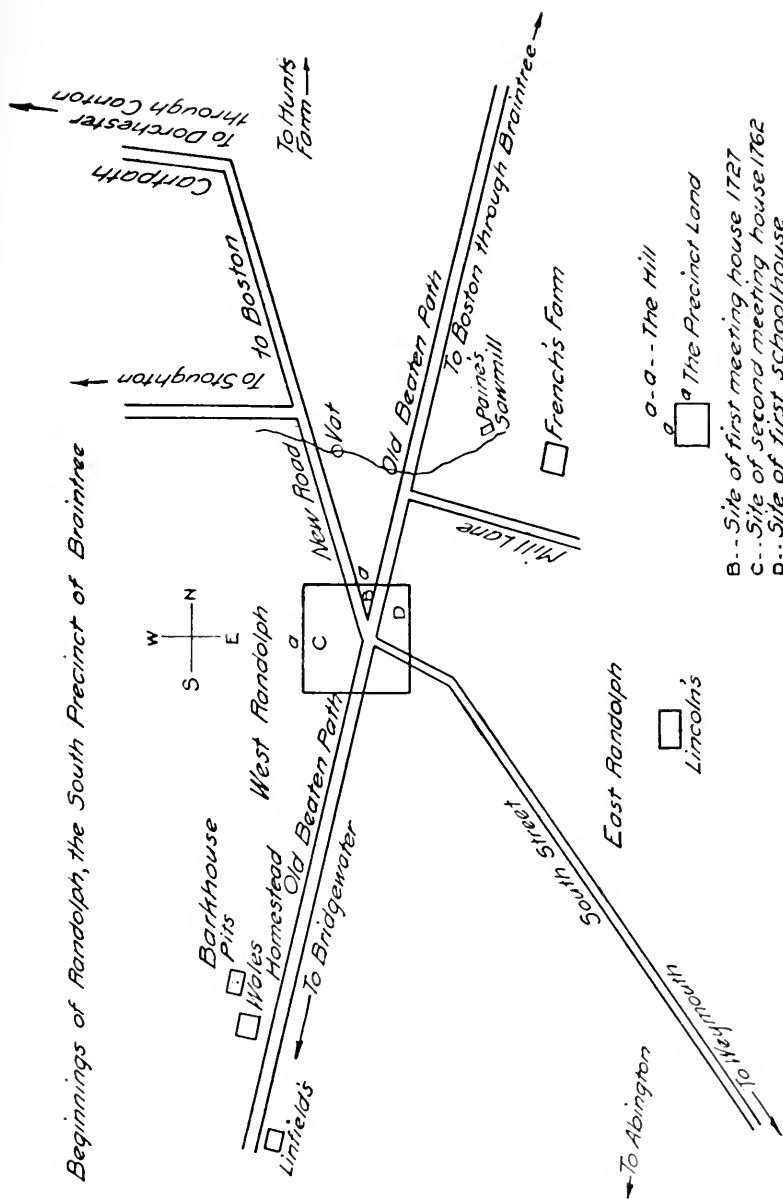 Beginnings of Randolph, the South Precinct of Braintree
To Dorchester
through Canton
Cartpath
To Hunts
Farm
To Stoughton
to Boston
New Road
Vat
W
S
N
E
West Randolph
Barkhouse
Pits
Wales
Homestead
Old Beaten Path
To Bridgewater
Linfield's
a
C
B
a
D
Old Beaten Path
To Boston through Braintree
Paine's
Sawmill
Mill Lane
French's Farm
East Randolph
Lincoln's
South Street
To Weymouth
To Abington
a-a--The Hill
a
a
The Precinct Land
B--Site of first meeting house 1727
C--Site of second meeting house 1762
D--Site of first schoolhouse